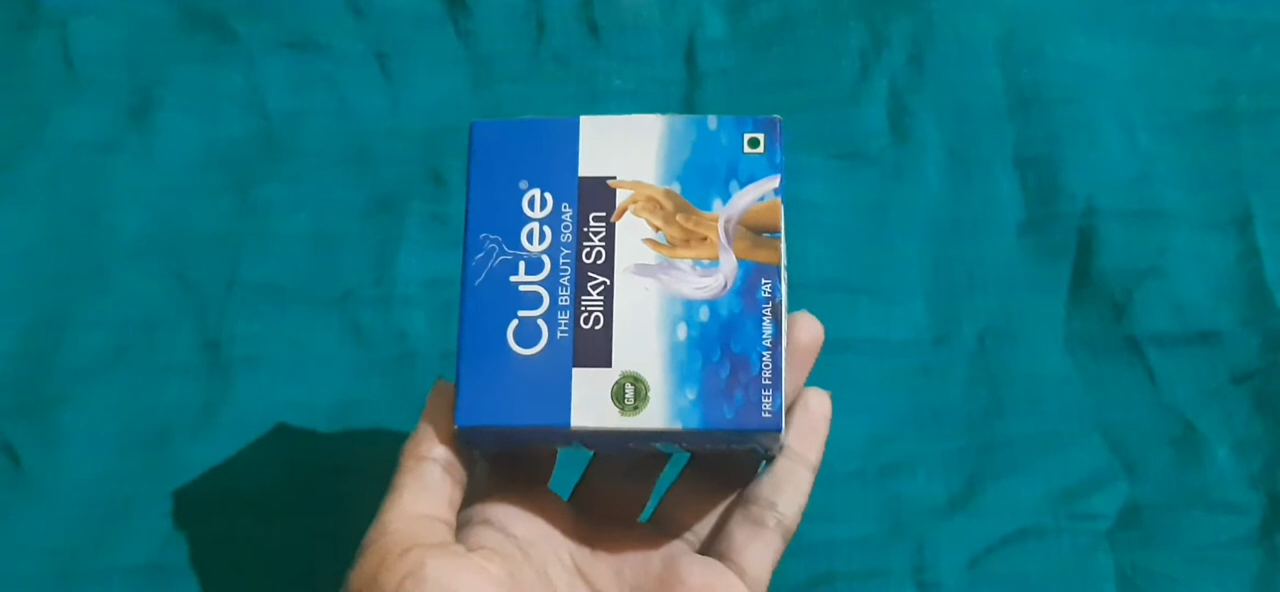 Cutee®
THE BEAUTY SOAP
Silky Skin
GMP
FREE FROM ANIMAL FAT